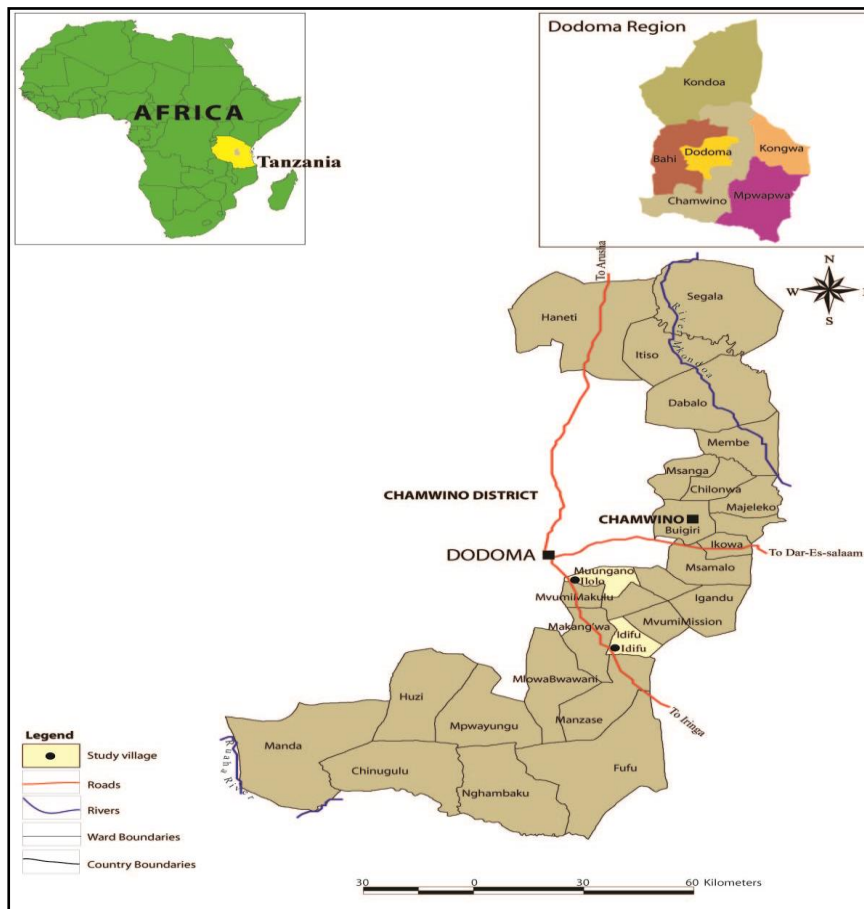 AFRICA
Tanzania
Dodoma Region
Kondoa
Bahi
Dodoma
Kongwa
Chamwino
Mpwapwa
To Arusha
N
W
S
Haneti
Segala
Itiso
Dabalo
Membe
Msanga
Chilonwa
Majeleko
CHAMWINO DISTRICT
CHAMWINO
Buigiri
DODOMA
Ikowa
To Dar-Es-salaam
Muungano
Ilolo
Msamalo
MvumiMakulu
Igandu
Makang'wa
Idifu
MvumiMission
Idifu
MlowaBwawani
Huzi
Mpwayungu
Manzase
To Iringa
Manda
Ruaha River
Chinugulu
Nghambaku
Fufu
Legend
Study village
Roads
Rivers
Ward Boundaries
Country Boundaries
30 0 30 60 Kilometers